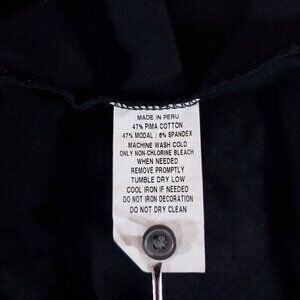 MADE IN PERU
47% PIMA COTTON
47% MODAL / 6% SPANDEX
MACHINE WASH COLD
ONLY NON-CHLORINE BLEACH
WHEN NEEDED
REMOVE PROMPTLY
TUMBLE DRY LOW
COOL IRON IF NEEDED
DO NOT IRON DECORATION
DO NOT DRY CLEAN